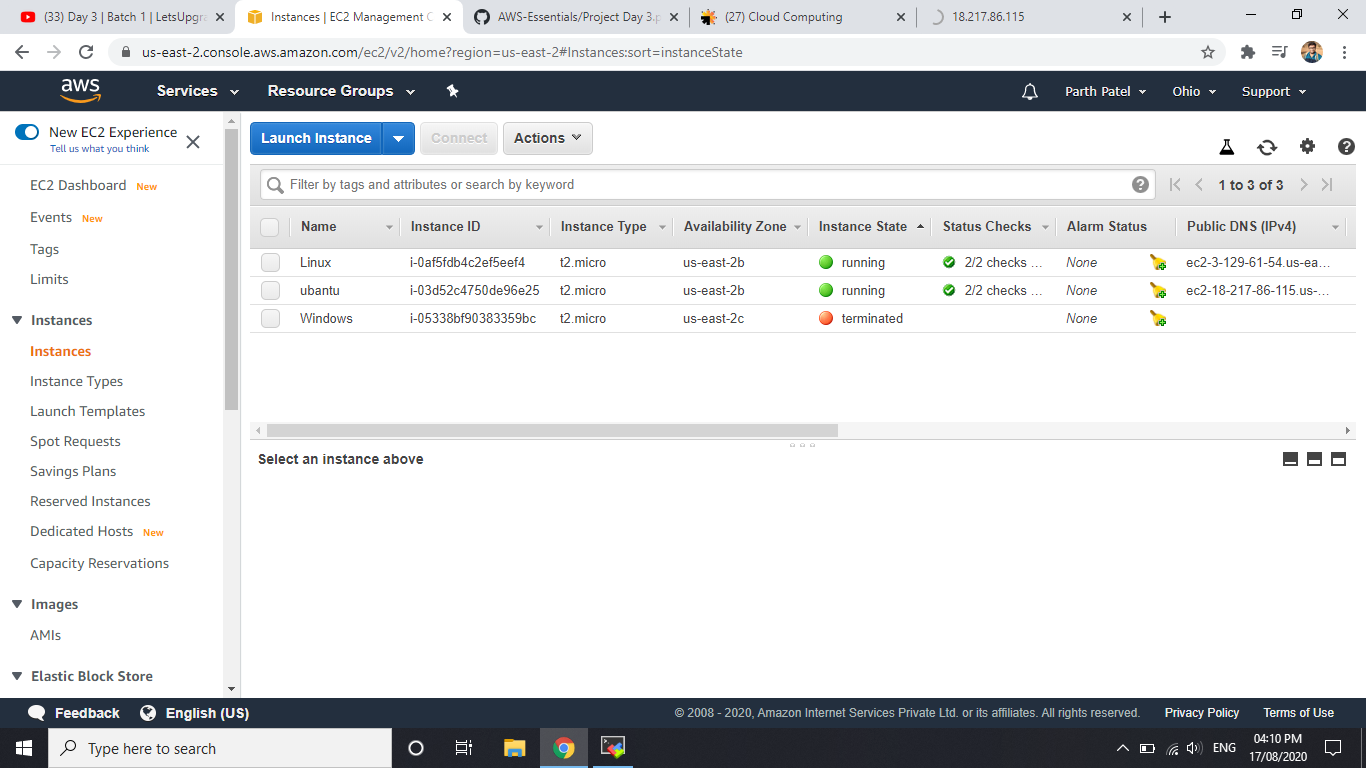 (33) Day 3 | Batch 1 | LetsUpgra
Instances | EC2 Management C
AWS-Essentials/Project Day 3.p
(27) Cloud Computing
18.217.86.115
us-east-2.console.aws.amazon.com/ec2/v2/home?region=us-east-2#Instances:sort=instanceState
aws
Services
Resource Groups
Parth Patel
Ohio
Support
New EC2 Experience
Tell us what you think
EC2 Dashboard New
Events New
Tags
Limits
Instances
Instances
Instance Types
Launch Templates
Spot Requests
Savings Plans
Reserved Instances
Dedicated Hosts New
Capacity Reservations
Images
AMIs
Elastic Block Store
Launch Instance
Connect
Actions
Filter by tags and attributes or search by keyword
1 to 3 of 3
Name Instance ID Instance Type Availability Zone Instance State Status Checks Alarm Status Public DNS (IPv4)
Linux i-0af5fdb4c2ef5eef4 t2.micro us-east-2b running 2/2 checks ... None ec2-3-129-61-54.us-ea...
ubantu i-03d52c4750de96e25 t2.micro us-east-2b running 2/2 checks ... None ec2-18-217-86-115.us-...
Windows i-05338bf90383359bc t2.micro us-east-2c terminated None
Select an instance above
Feedback
English (US)
© 2008 - 2020, Amazon Internet Services Private Ltd. or its affiliates. All rights reserved.
Privacy Policy
Terms of Use
Type here to search
ENG
04:10 PM
17/08/2020